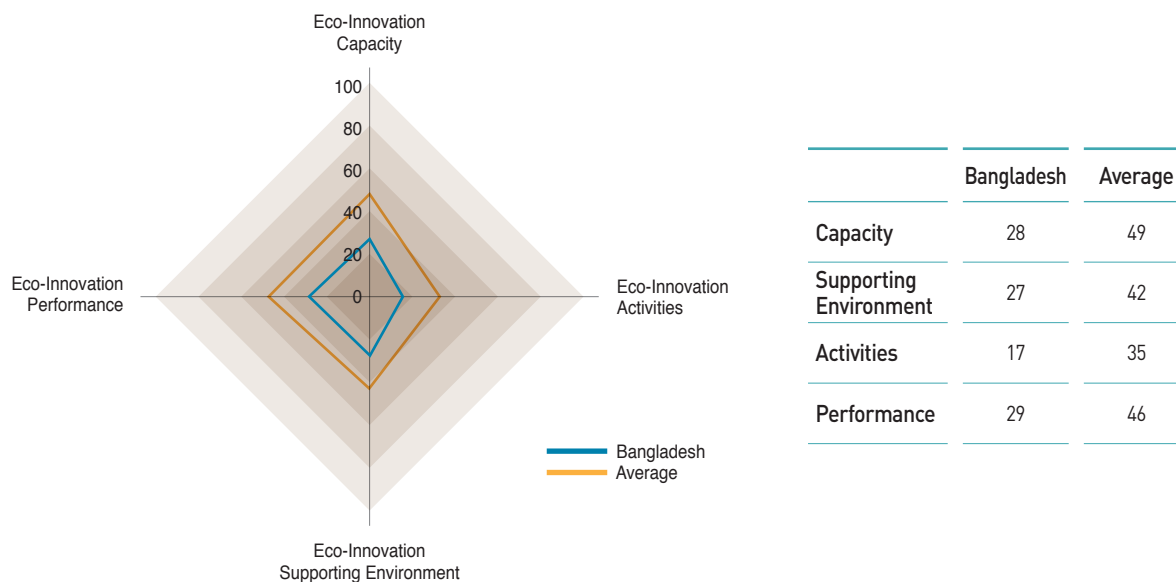 Eco-Innovation
Capacity
100
80
60
40
20
0
Eco-Innovation
Performance
Eco-Innovation
Activities
Bangladesh
Average
Eco-Innovation
Supporting Environment
Bangladesh Average
Capacity 28 49
Supporting
Environment 27 42
Activities 17 35
Performance 29 46